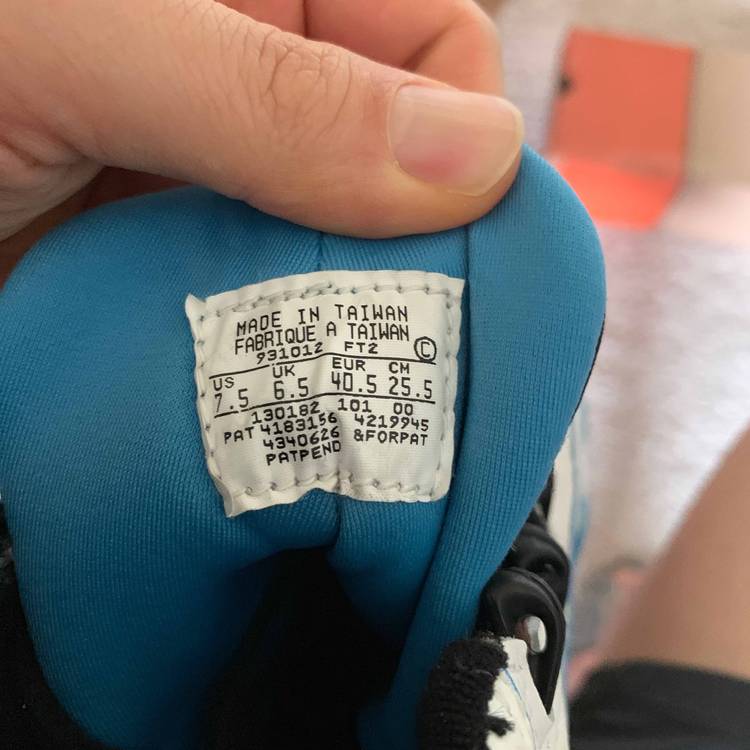 MADE IN TAIWAN
FABRIQUE A TAIWAN
931012 FT2 ©
US UK EUR CM
7.5 6.5 40.5 25.5
130182 101 00
PAT 4183156 4219945
4340626 &FORPAT
PATPEND